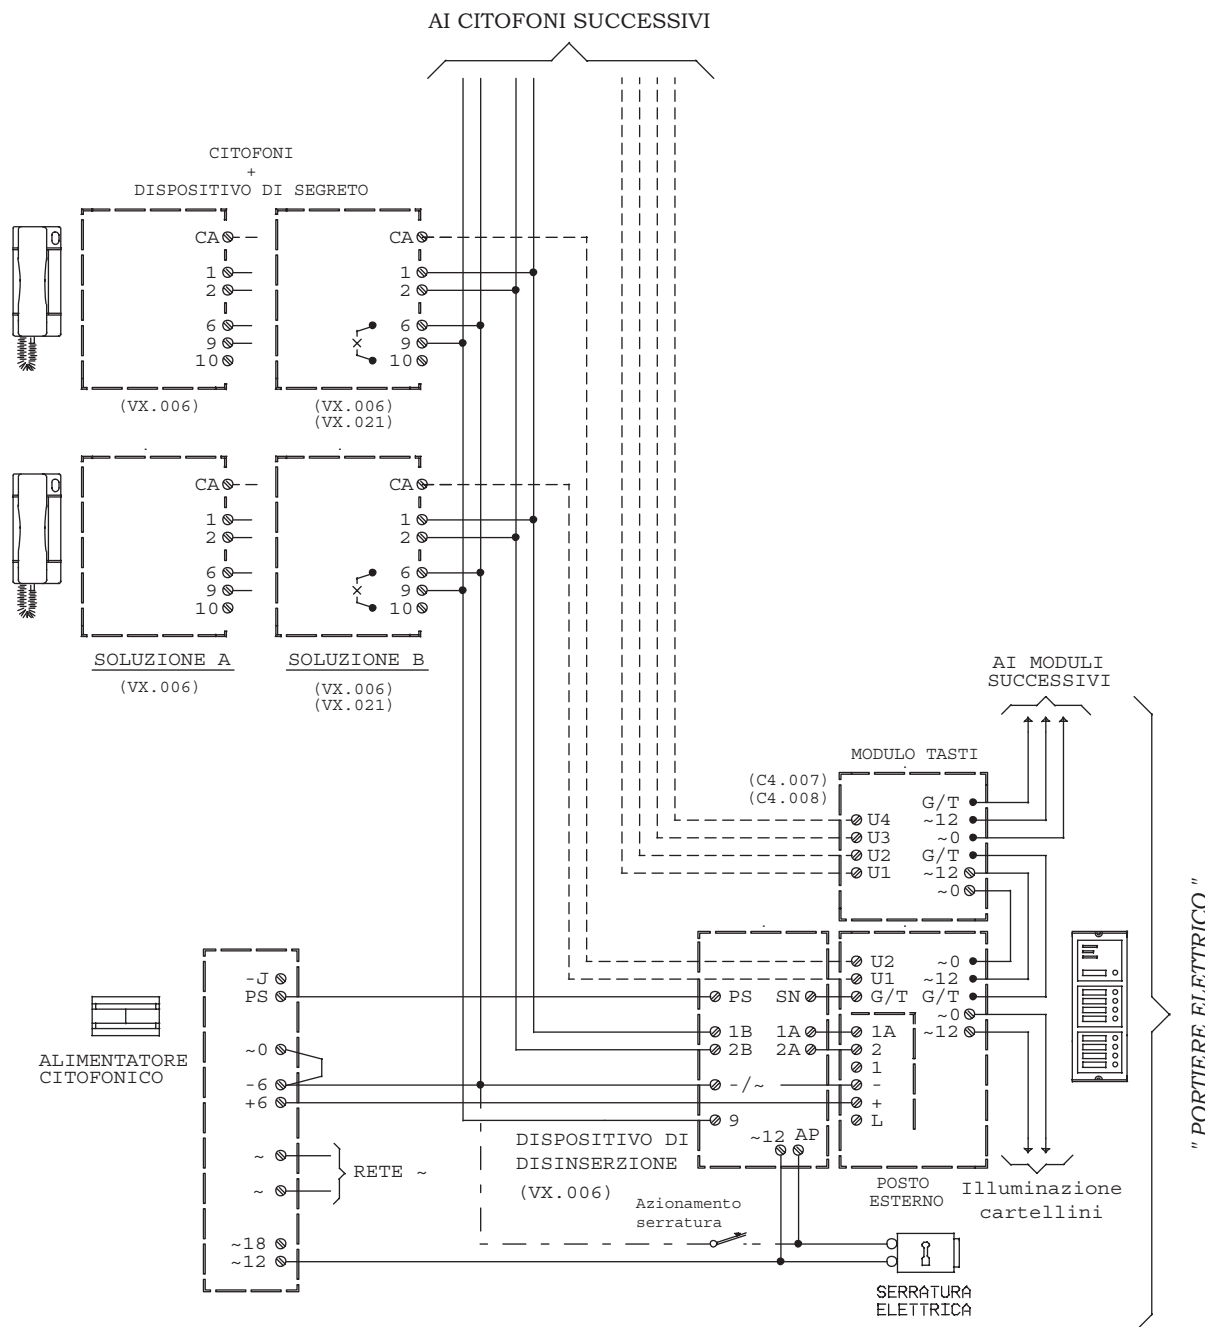 AI CITOFONI SUCCESSIVI
CITOFONI
+
DISPOSITIVO DI SEGRETO
CA
1
2
6
9
10
(VX.006)
CA
1
2
6
9
10
(VX.006)
(VX.021)
CA
1
2
6
9
10
SOLUZIONE A
(VX.006)
CA
1
2
6
9
10
SOLUZIONE B
(VX.006)
(VX.021)
AI MODULI
SUCCESSIVI
MODULO TASTI
(C4.007)
(C4.008)
U4
U3
U2
U1
G/T
~12
~0
G/T
~12
~0
-J
PS
~0
-6
+6
~
~
~18
~12
ALIMENTATORE
CITOFONICO
RETE ~
PS
1B
2B
-/~
9
SN
1A
2A
~12 AP
DISPOSITIVO DI
DISINSERZIONE
(VX.006)
U2
U1
G/T
1A
2
1
-
+
L
~0
~12
G/T
~0
~12
POSTO
ESTERNO
Illuminazione
cartellini
Azionamento
serratura
SERRATURA
ELETTRICA
" PORTIERE ELETTRICO "